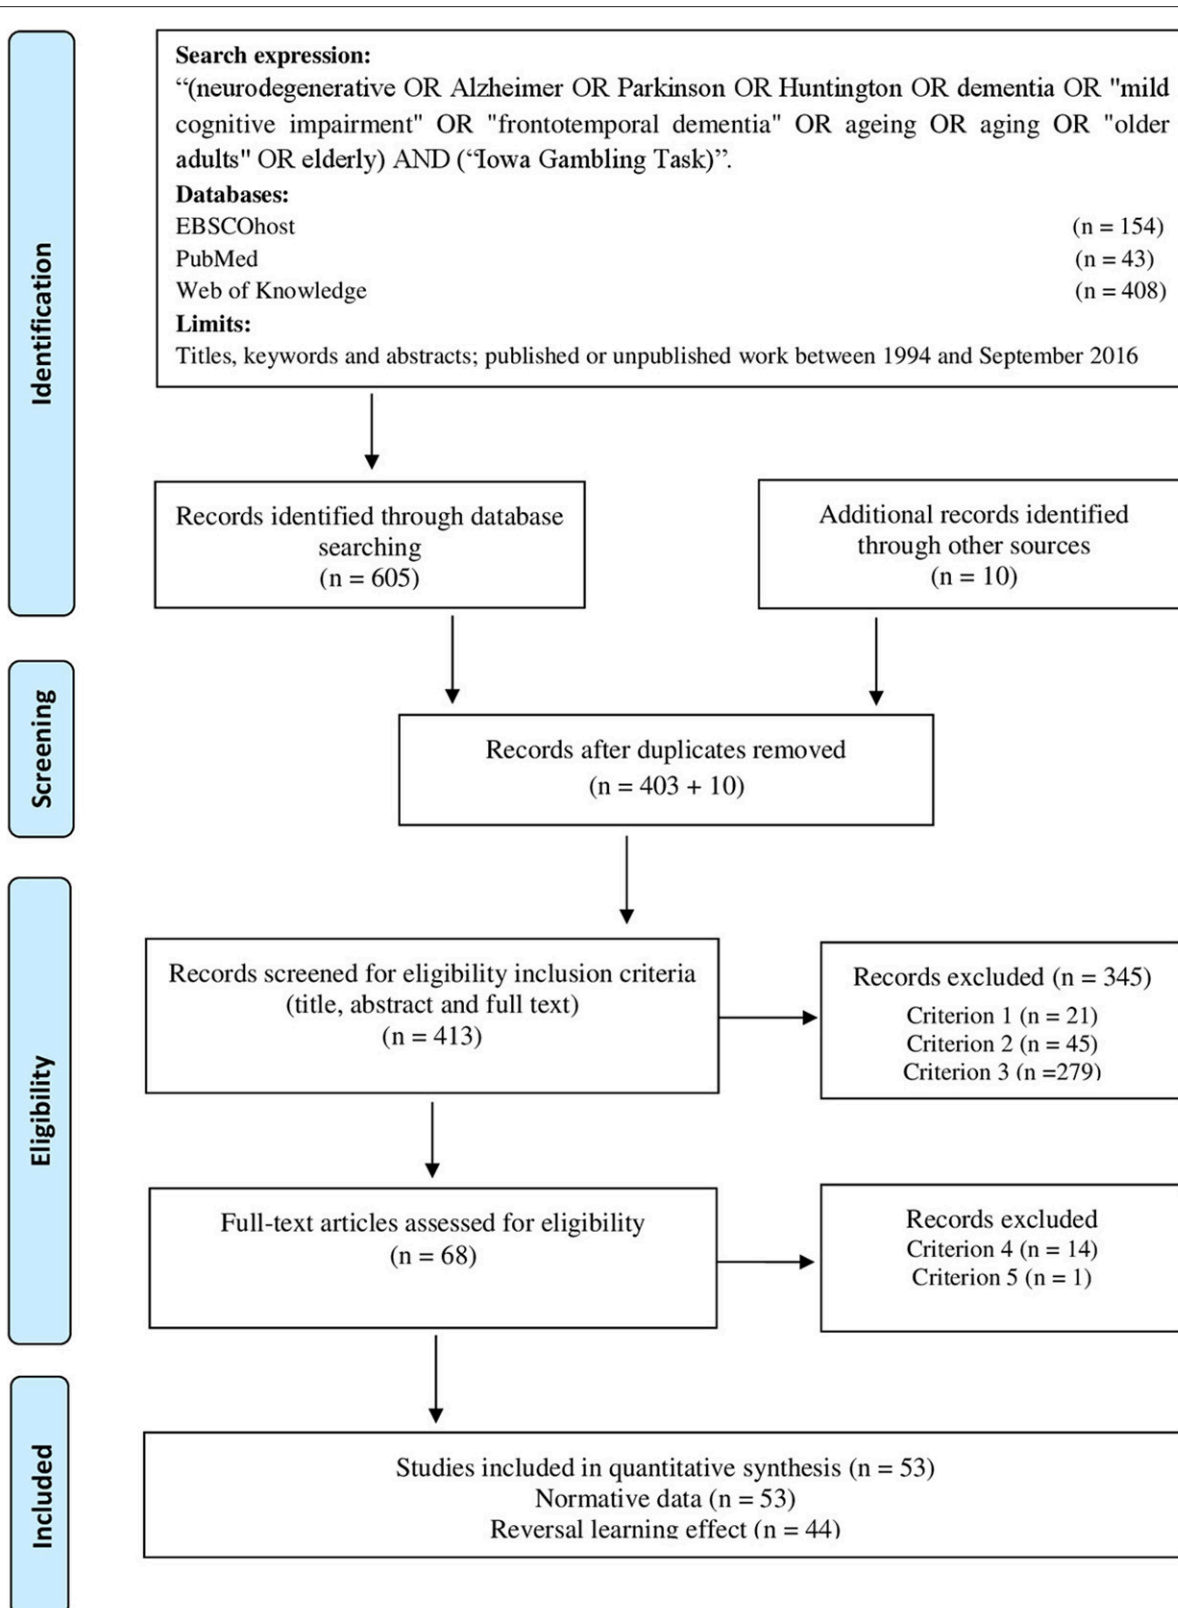 Search expression:
“(neurodegenerative OR Alzheimer OR Parkinson OR Huntington OR dementia OR "mild
cognitive impairment" OR "frontotemporal dementia" OR ageing OR aging OR "older
adults" OR elderly) AND (“Iowa Gambling Task)”.
Databases:
EBSCOhost (n = 154)
PubMed (n = 43)
Web of Knowledge (n = 408)
Limits:
Titles, keywords and abstracts; published or unpublished work between 1994 and September 2016
Identification
Records identified through database
searching
(n = 605)
Additional records identified
through other sources
(n = 10)
Screening
Records after duplicates removed
(n = 403 + 10)
Eligibility
Records screened for eligibility inclusion criteria
(title, abstract and full text)
(n = 413)
Records excluded (n = 345)
Criterion 1 (n = 21)
Criterion 2 (n = 45)
Criterion 3 (n =279)
Full-text articles assessed for eligibility
(n = 68)
Records excluded
Criterion 4 (n = 14)
Criterion 5 (n = 1)
Included
Studies included in quantitative synthesis (n = 53)
Normative data (n = 53)
Reversal learning effect (n = 44)